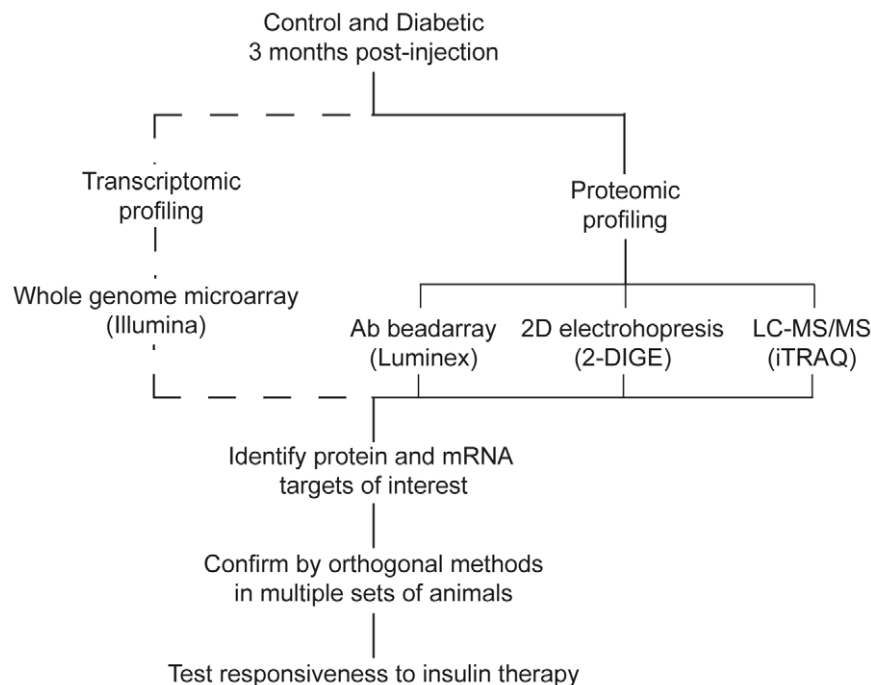 Control and Diabetic
3 months post-injection
Transcriptomic
profiling
Proteomic
profiling
Whole genome microarray
(Illumina)
Ab beadarray
(Luminex)
2D electrohopresis
(2-DIGE)
LC-MS/MS
(iTRAQ)
Identify protein and mRNA
targets of interest
Confirm by orthogonal methods
in multiple sets of animals
Test responsiveness to insulin therapy